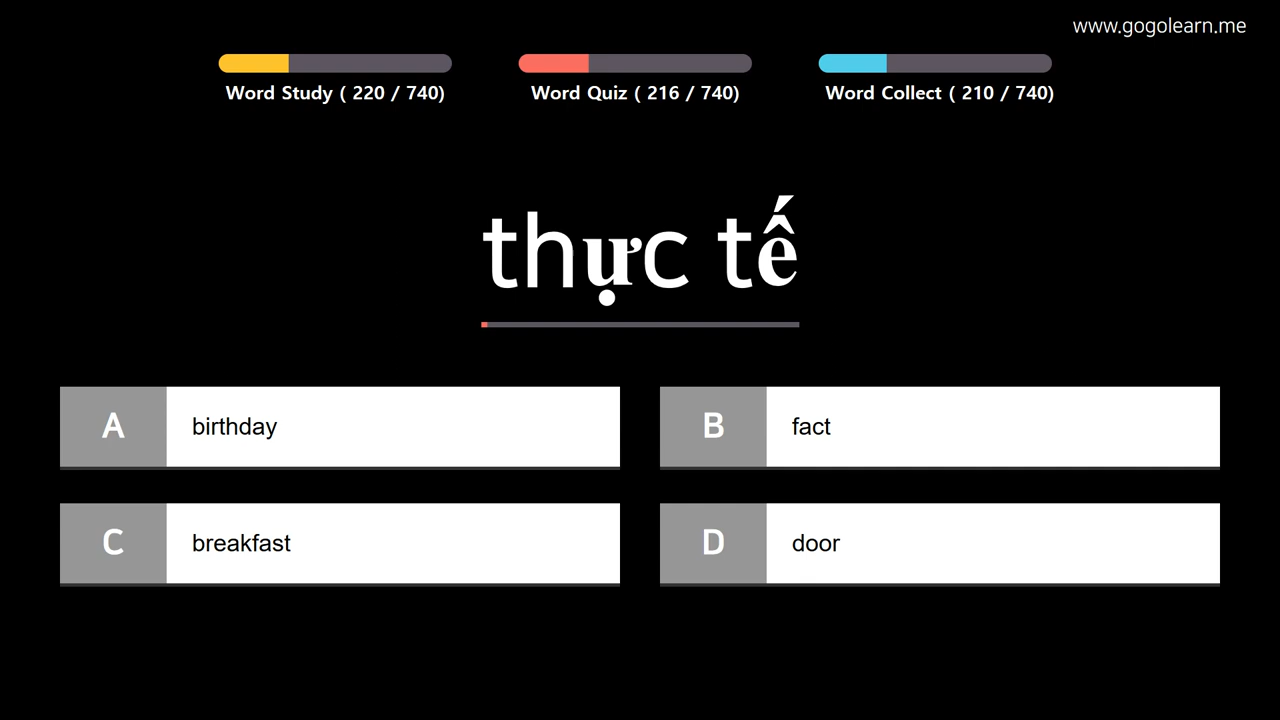 www.gogolearn.me
Word Study ( 220 / 740)
Word Quiz ( 216 / 740)
Word Collect ( 210 / 740)
thực tế
A birthday
B fact
C breakfast
D door